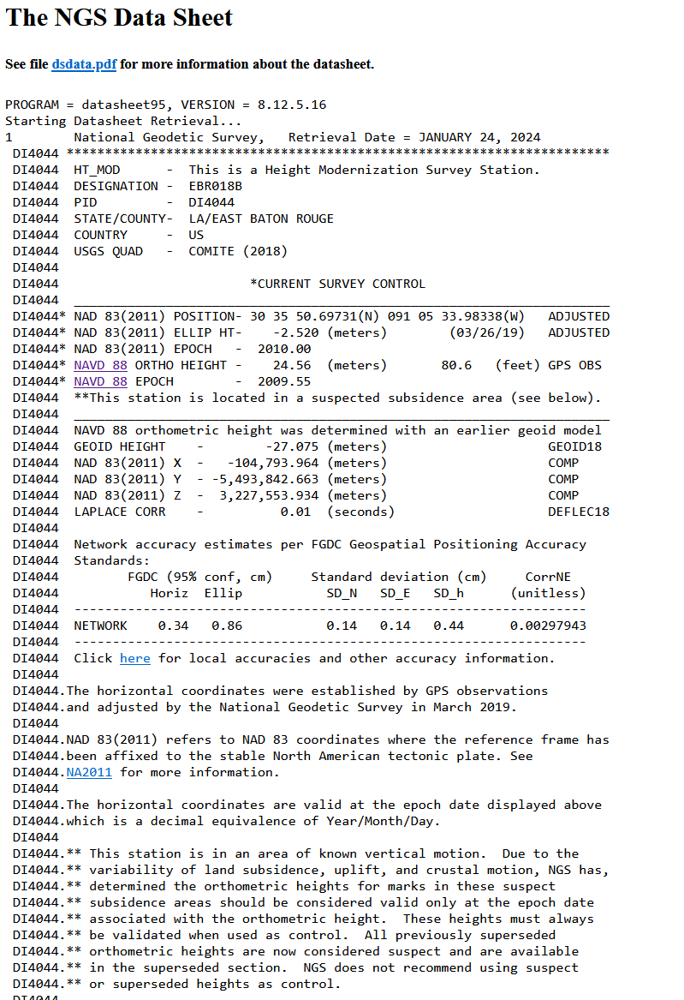 The NGS Data Sheet
See file dsdata.pdf for more information about the datasheet.
PROGRAM = datasheet95, VERSION = 8.12.5.16
Starting Datasheet Retrieval...
1        National Geodetic Survey,   Retrieval Date = JANUARY 24, 2024
 DI4044 ***********************************************************************
 DI4044  HT_MOD      -  This is a Height Modernization Survey Station.
 DI4044  DESIGNATION -  EBR018B
 DI4044  PID         -  DI4044
 DI4044  STATE/COUNTY-  LA/EAST BATON ROUGE
 DI4044  COUNTRY     -  US
 DI4044  USGS QUAD   -  COMITE (2018)
 DI4044
 DI4044                         *CURRENT SURVEY CONTROL
 DI4044  ______________________________________________________________________
 DI4044* NAD 83(2011) POSITION- 30 35 50.69731(N) 091 05 33.98338(W)   ADJUSTED
 DI4044* NAD 83(2011) ELLIP HT-    -2.520 (meters)        (03/26/19)   ADJUSTED
 DI4044* NAD 83(2011) EPOCH   -  2010.00
 DI4044* NAVD 88 ORTHO HEIGHT -    24.56  (meters)       80.6   (feet) GPS OBS
 DI4044* NAVD 88 EPOCH        -  2009.55
 DI4044  **This station is located in a suspected subsidence area (see below).
 DI4044  ______________________________________________________________________
 DI4044  NAVD 88 orthometric height was determined with an earlier geoid model
 DI4044  GEOID HEIGHT    -        -27.075 (meters)                     GEOID18
 DI4044  NAD 83(2011) X  -   -104,793.964 (meters)                     COMP
 DI4044  NAD 83(2011) Y  - -5,493,842.663 (meters)                     COMP
 DI4044  NAD 83(2011) Z  -  3,227,553.934 (meters)                     COMP
 DI4044  LAPLACE CORR    -          0.01  (seconds)                    DEFLEC18
 DI4044
 DI4044  Network accuracy estimates per FGDC Geospatial Positioning Accuracy
 DI4044  Standards:
 DI4044         FGDC (95% conf, cm)     Standard deviation (cm)     CorrNE
 DI4044            Horiz  Ellip           SD_N   SD_E   SD_h      (unitless)
 DI4044  -------------------------------------------------------------------
 DI4044  NETWORK    0.34   0.86           0.14   0.14   0.44      0.00297943
 DI4044  -------------------------------------------------------------------
 DI4044  Click here for local accuracies and other accuracy information.
 DI4044
 DI4044.The horizontal coordinates were established by GPS observations
 DI4044.and adjusted by the National Geodetic Survey in March 2019.
 DI4044
 DI4044.NAD 83(2011) refers to NAD 83 coordinates where the reference frame has
 DI4044.been affixed to the stable North American tectonic plate. See
 DI4044.NA2011 for more information.
 DI4044
 DI4044.The horizontal coordinates are valid at the epoch date displayed above
 DI4044.which is a decimal equivalence of Year/Month/Day.
 DI4044
 DI4044.** This station is in an area of known vertical motion.  Due to the
 DI4044.** variability of land subsidence, uplift, and crustal motion, NGS has,
 DI4044.** determined the orthometric heights for marks in these suspect
 DI4044.** subsidence areas should be considered valid only at the epoch date
 DI4044.** associated with the orthometric height.  These heights must always
 DI4044.** be validated when used as control.  All previously superseded
 DI4044.** orthometric heights are now considered suspect and are available
 DI4044.** in the superseded section.  NGS does not recommend using suspect
 DI4044.** or superseded heights as control.
 DI4044